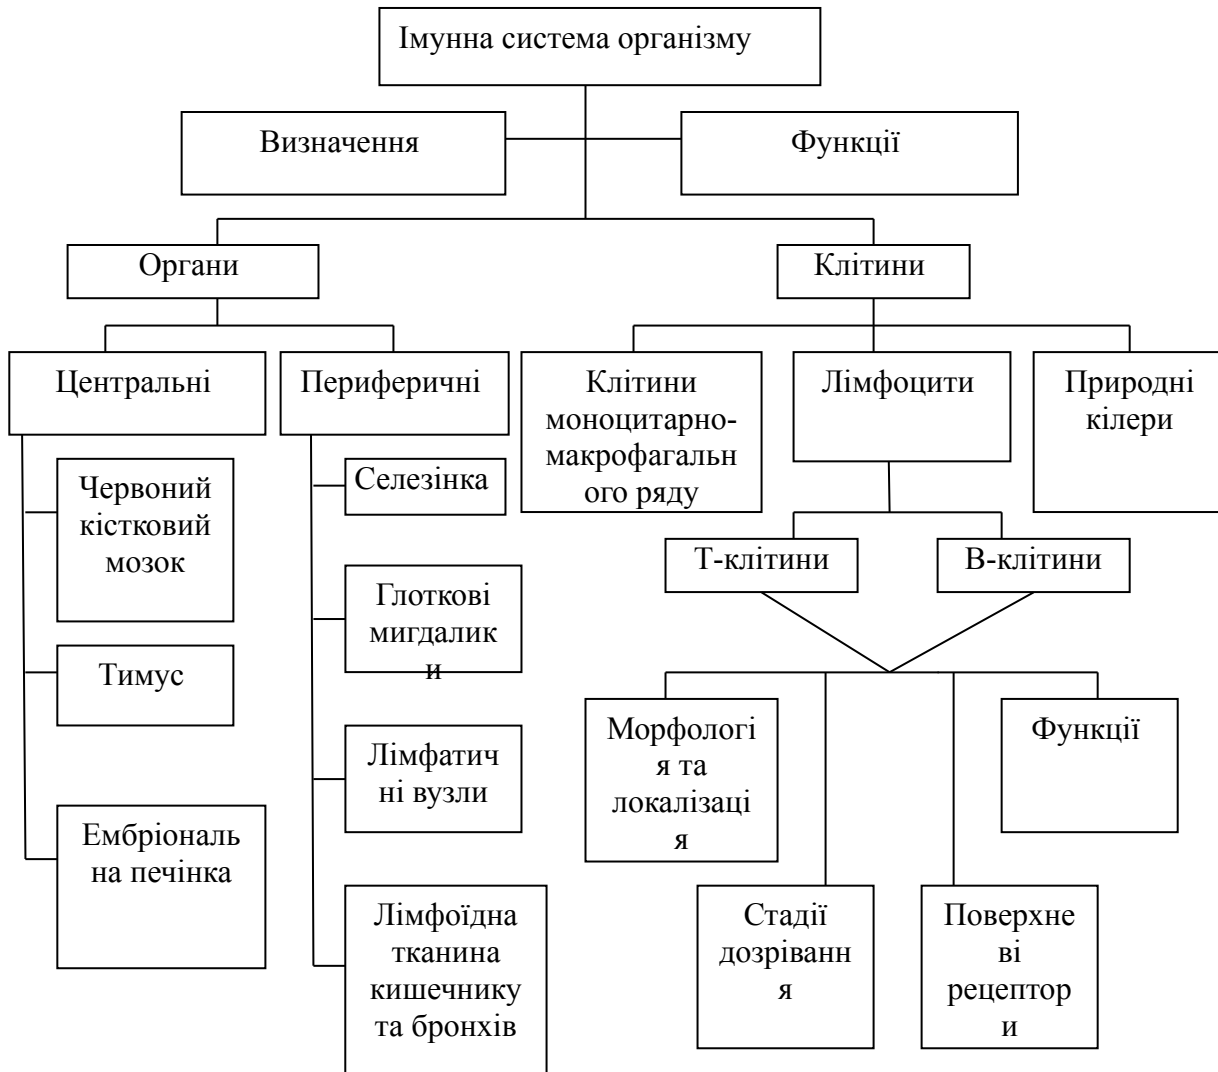 Імунна система організму
Визначення
Функції
Органи
Клітини
Центральні
Периферичні
Клітини
моноцитарно-
макрофагальн
ого ряду
Лімфоцити
Природні
кілери
Червоний
кістковий
мозок
Селезінка
Т-клітини
В-клітини
Глоткові
мигдалик
и
Тимус
Морфологі
я та
локалізаці
я
Функції
Лімфатич
ні вузли
Ембріональ
на печінка
Лімфоїдна
тканина
кишечнику
та бронхів
Стадії
дозріванн
я
Поверхне
ві
рецептор
и